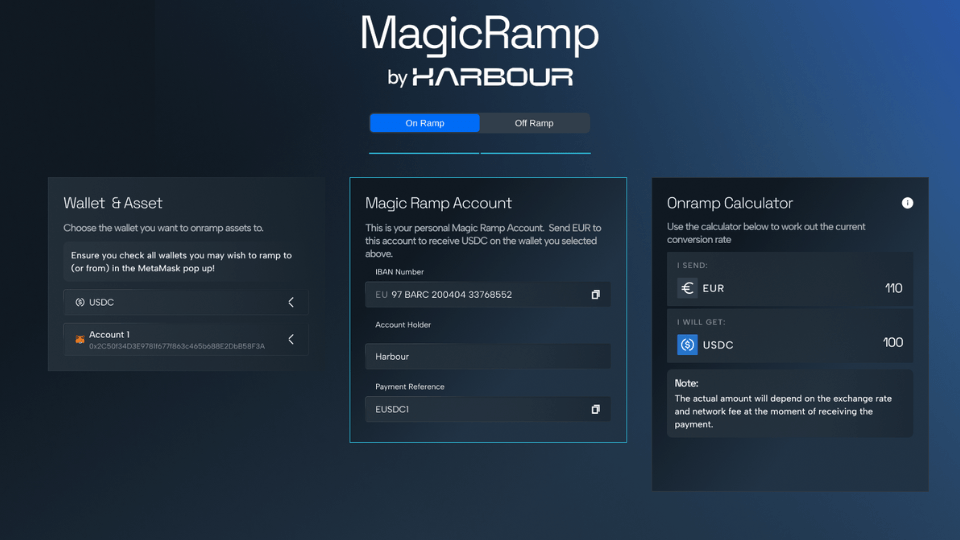 MagicRamp
by HARBOUR
On Ramp
Off Ramp
Wallet & Asset
Choose the wallet you want to onramp assets to.
Ensure you check all wallets you may wish to ramp to
(or from) in the MetaMask pop up!
USDC
Account 1
Magic Ramp Account
This is your personal Magic Ramp Account. Send EUR to
this account to receive USDC on the wallet you selected
above.
IBAN Number
EU 97 BARC 200404 33768552
Account Holder
Harbour
Payment Reference
EUSDC1
Onramp Calculator
Use the calculator below to work out the current
conversion rate
I SEND:
EUR
110
I WILL GET:
USDC
100
Note:
The actual amount will depend on the exchange rate
and network fee at the moment of receiving the
payment.